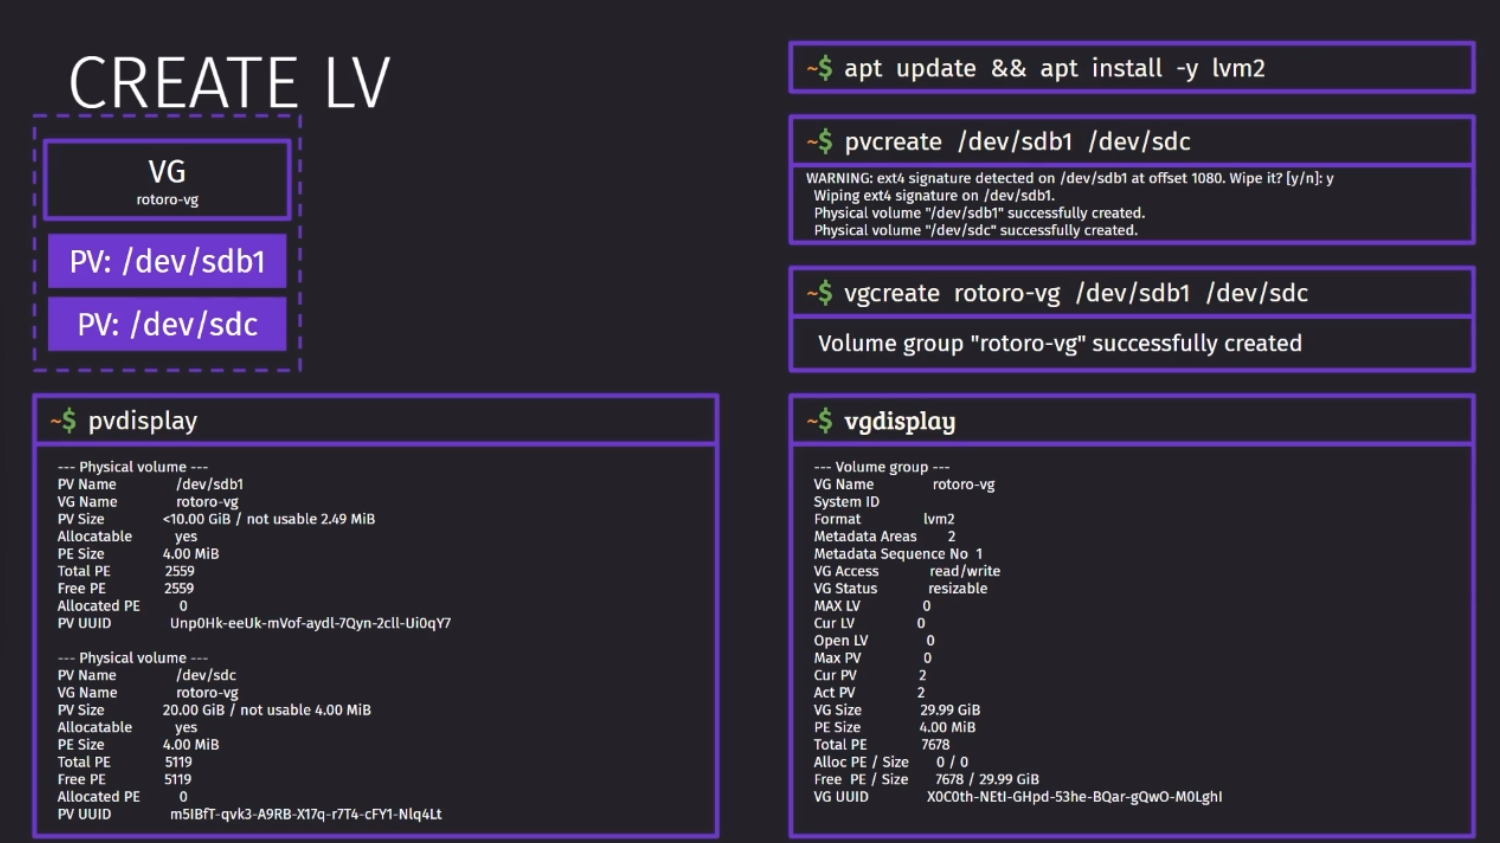 CREATE LV
VG
rotoro-vg
PV: /dev/sdb1
PV: /dev/sdc
~$ apt update && apt install -y lvm2
~$ pvcreate /dev/sdb1 /dev/sdc
WARNING: ext4 signature detected on /dev/sdb1 at offset 1080. Wipe it? [y/n]: y
Wiping ext4 signature on /dev/sdb1.
Physical volume "/dev/sdb1" successfully created.
Physical volume "/dev/sdc" successfully created.
~$ vgcreate rotoro-vg /dev/sdb1 /dev/sdc
Volume group "rotoro-vg" successfully created
~$ pvdisplay
--- Physical volume ---
PV Name /dev/sdb1
VG Name rotoro-vg
PV Size <10.00 GiB / not usable 2.49 MiB
Allocatable yes
PE Size 4.00 MiB
Total PE 2559
Free PE 2559
Allocated PE 0
PV UUID Unp0Hk-eeUk-mVof-aydl-7Qyn-2cll-Ui0qY7
--- Physical volume ---
PV Name /dev/sdc
VG Name rotoro-vg
PV Size 20.00 GiB / not usable 4.00 MiB
Allocatable yes
PE Size 4.00 MiB
Total PE 5119
Free PE 5119
Allocated PE 0
PV UUID m5IBfT-qvk3-A9RB-X17q-r7T4-cFY1-Nlq4Lt
~$ vgdisplay
--- Volume group ---
VG Name rotoro-vg
System ID
Format lvm2
Metadata Areas 2
Metadata Sequence No 1
VG Access read/write
VG Status resizable
MAX LV 0
Cur LV 0
Open LV 0
Max PV 0
Cur PV 2
Act PV 2
VG Size 29.99 GiB
PE Size 4.00 MiB
Total PE 7678
Alloc PE / Size 0 / 0
Free PE / Size 7678 / 29.99 GiB
VG UUID X0C0th-NEtI-GHpd-53he-BQar-gQwO-M0LghI